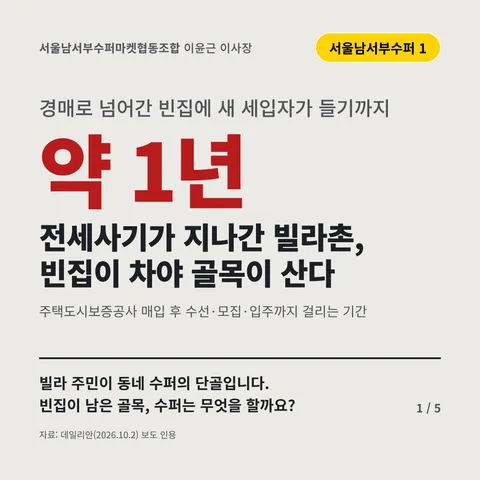 서울남서부수퍼마켓협동조합 이윤근 이사장
서울남서부수퍼 1
경매로 넘어간 빈집에 새 세입자가 들기까지
약 1년
전세사기가 지나간 빌라촌,
빈집이 차야 골목이 산다
주택도시보증공사 매입 후 수선·모집·입주까지 걸리는 기간
빌라 주민이 동네 수퍼의 단골입니다.
빈집이 남은 골목, 수퍼는 무엇을 할까요?
1 / 5
자료: 데일리안(2026.10.2) 보도 인용